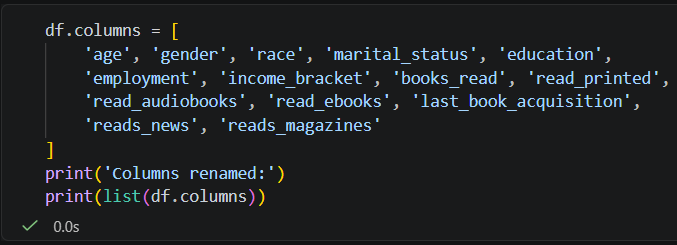 df.columns = [
    'age', 'gender', 'race', 'marital_status', 'education',
    'employment', 'income_bracket', 'books_read', 'read_printed',
    'read_audiobooks', 'read_ebooks', 'last_book_acquisition',
    'reads_news', 'reads_magazines'
]
print('Columns renamed:')
print(list(df.columns))
0.0s